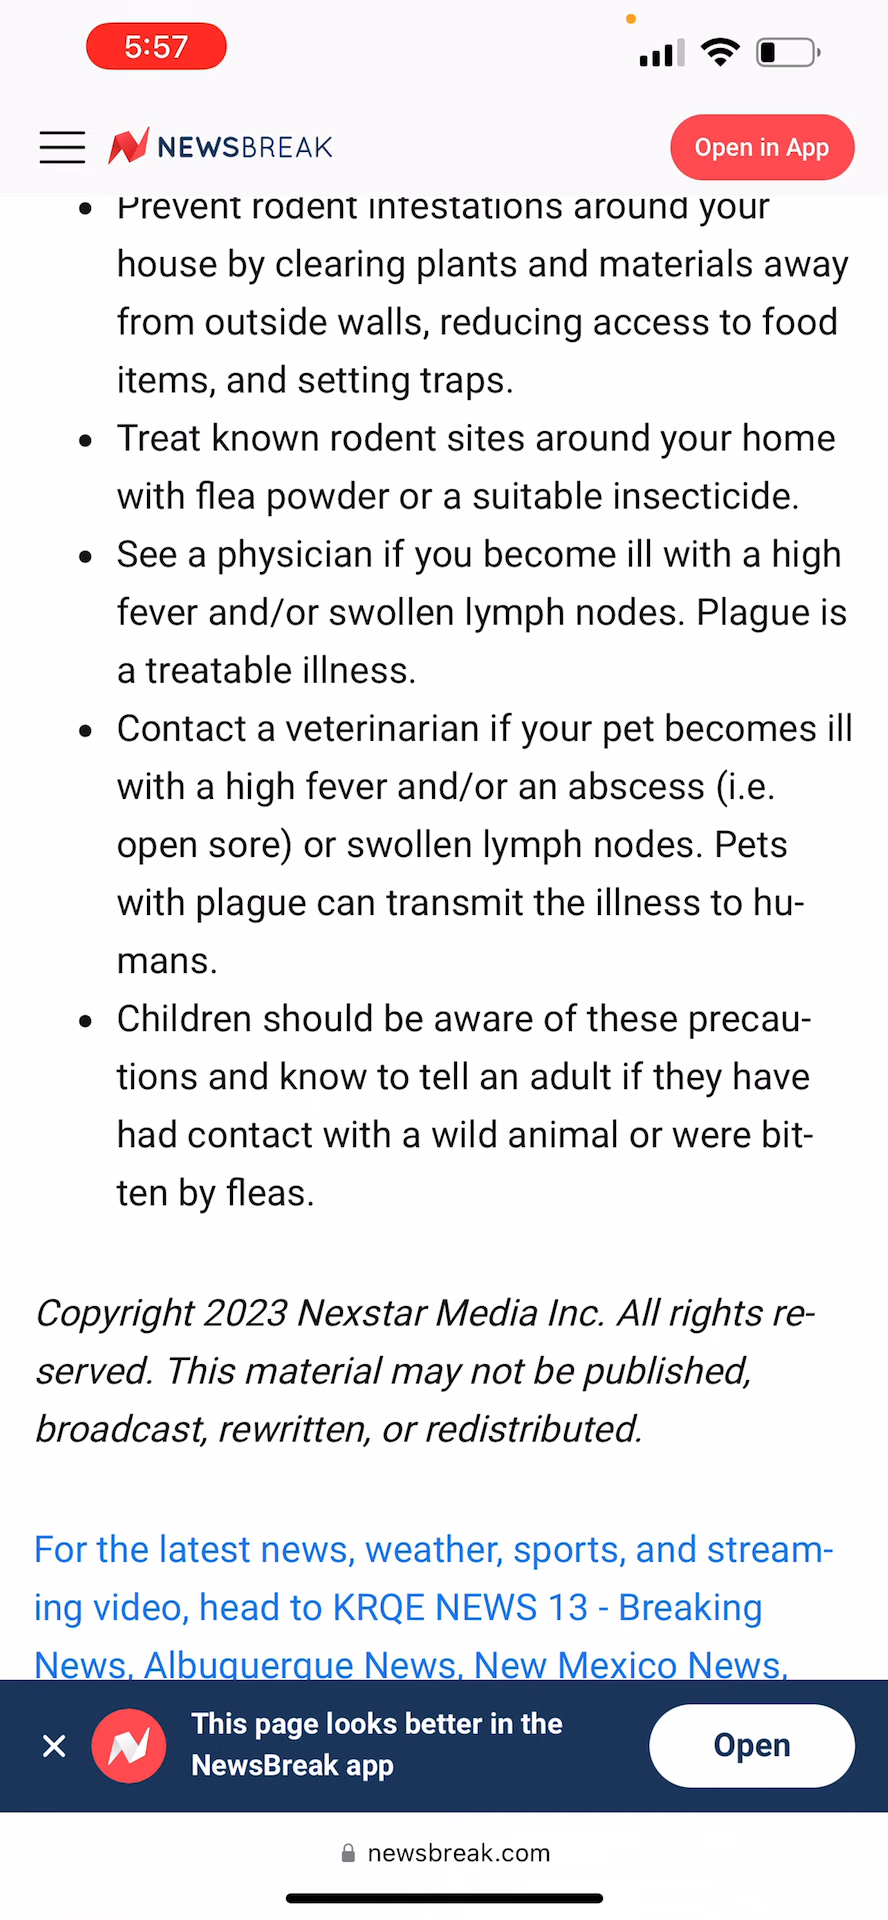 5:57
NEWSBREAK
Open in App
• Prevent rodent infestations around your
house by clearing plants and materials away
from outside walls, reducing access to food
items, and setting traps.
• Treat known rodent sites around your home
with flea powder or a suitable insecticide.
• See a physician if you become ill with a high
fever and/or swollen lymph nodes. Plague is
a treatable illness.
• Contact a veterinarian if your pet becomes ill
with a high fever and/or an abscess (i.e.
open sore) or swollen lymph nodes. Pets
with plague can transmit the illness to hu-
mans.
• Children should be aware of these precau-
tions and know to tell an adult if they have
had contact with a wild animal or were bit-
ten by fleas.
Copyright 2023 Nexstar Media Inc. All rights re-
served. This material may not be published,
broadcast, rewritten, or redistributed.
For the latest news, weather, sports, and stream-
ing video, head to KRQE NEWS 13 - Breaking
News, Albuquerque News, New Mexico News,
This page looks better in the
NewsBreak app
Open
newsbreak.com